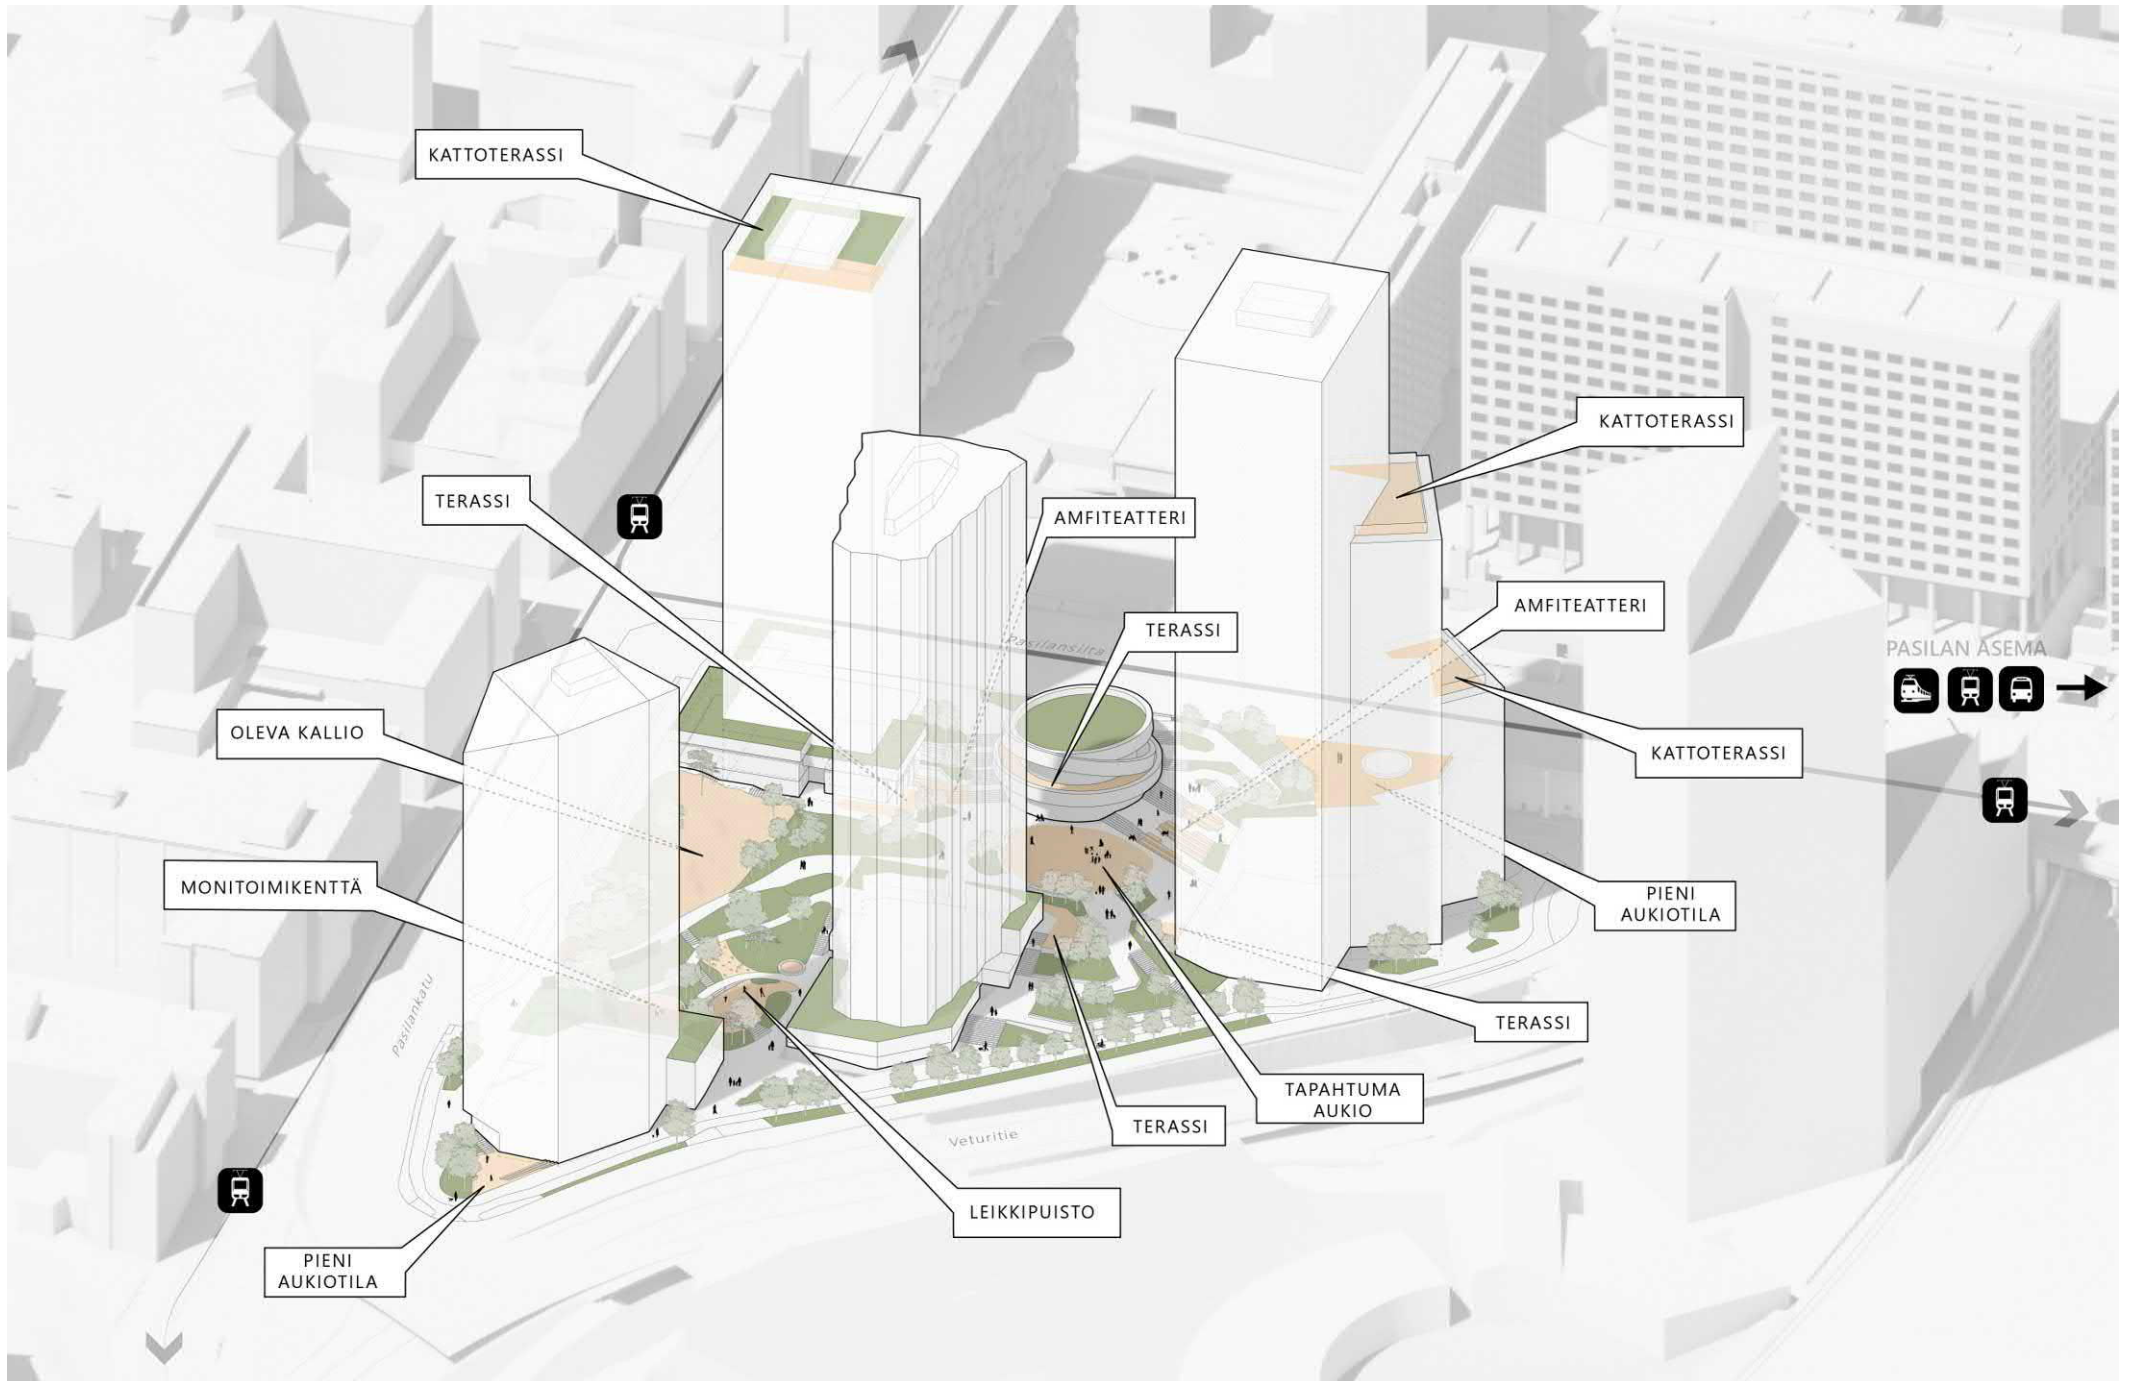 KATTOTERASSI
KATTOTERASSI
TERASSI
AMFITEATTERI
AMFITEATTERI
TERASSI
Pasilansilta
PASILAN ASEMA
OLEVA KALLIO
KATTOTERASSI
MONITOIMIKENTTÄ
PIENI
AUKIOTILA
Pasilankatu
TERASSI
TAPAHTUMA
AUKIO
TERASSI
Veturitie
LEIKKIPUISTO
PIENI
AUKIOTILA